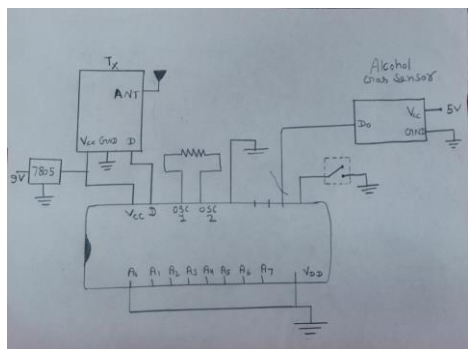 Tx
ANT
Vcc GND D
Alcohol
Gas Sensor
Vcc
5V
Do
GND
9V
7805
Vcc D OSC 1 OSC 2
A0 A1 A2 A3 A4 A5 A6 A7 VDD